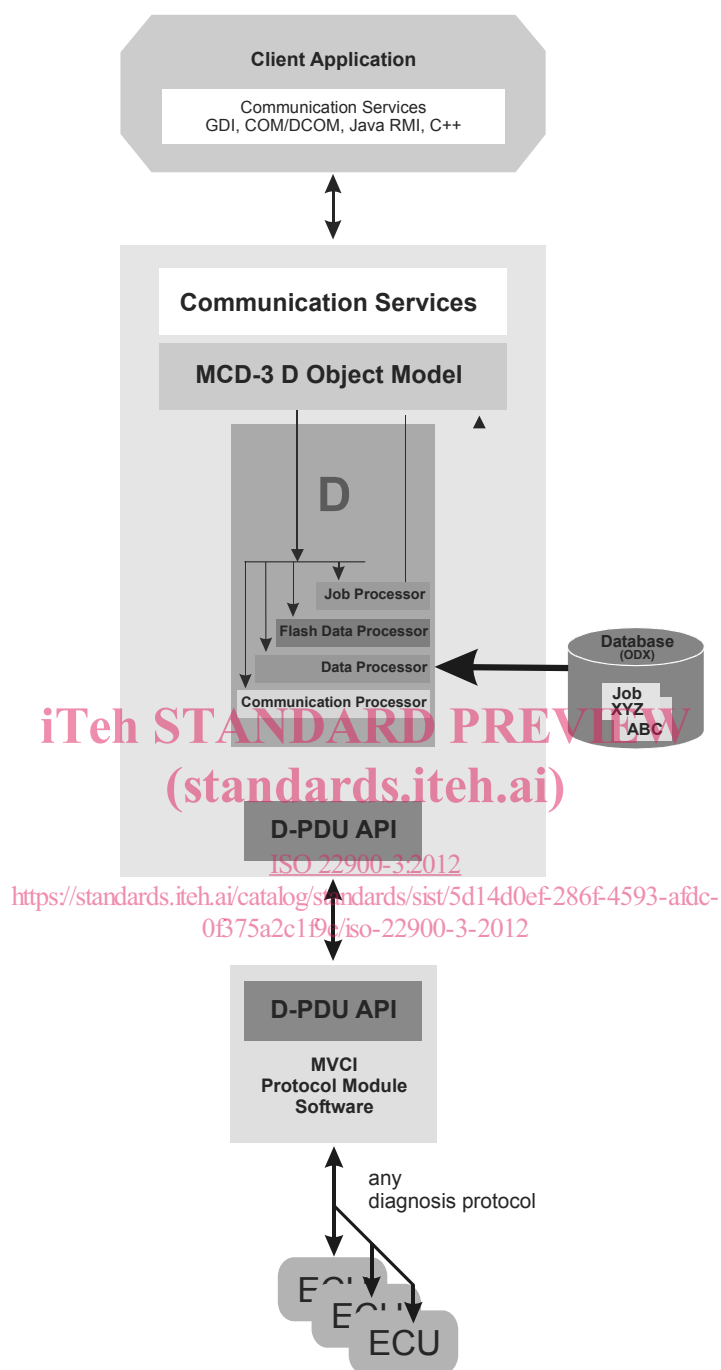 Client Application
Communication Services
GDI, COM/DCOM, Java RMI, C++
Communication Services
MCD-3 D Object Model
D
Job Processor
Flash Data Processor
Data Processor
Communication Processor
Database
(ODX)
Job
XYZ
ABC
iTeh STANDARD PREVIEW
(standards.iteh.ai)
D-PDU API
ISO 22900-3:2012
https://standards.iteh.ai/catalog/standards/sist/5d14d0ef-286f-4593-afdc-
0f375a2c1f9c/iso-22900-3-2012
D-PDU API
MVCI
Protocol Module
Software
any
diagnosis protocol
ECU
ECU
ECU